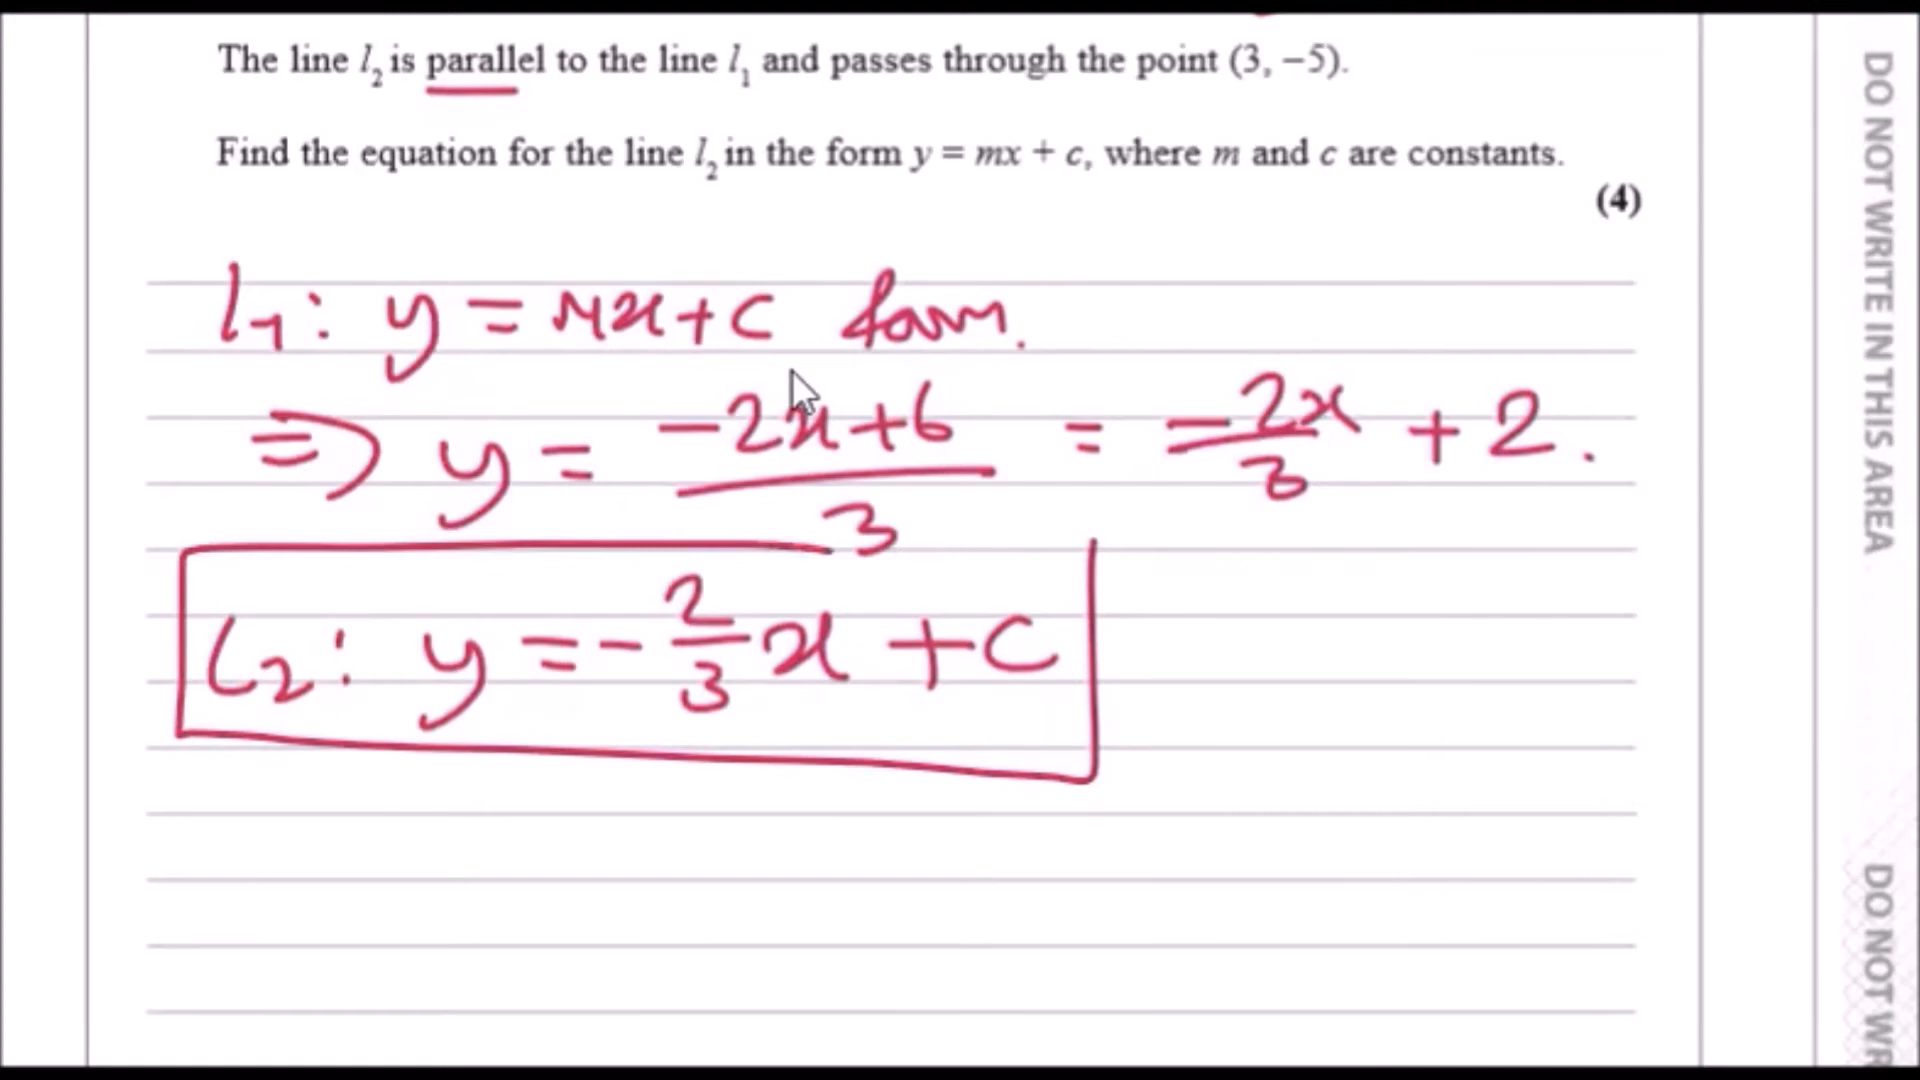 The line l₂ is parallel to the line l₁ and passes through the point (3, −5).
Find the equation for the line l₂ in the form y = mx + c, where m and c are constants.
(4)
l₁: y = mx + c form.
⇒ y = (-2x+6)/3 = -2x/3 + 2.
L₂: y = -2/3 x + c
DO NOT WRITE IN THIS AREA
DO NOT WR